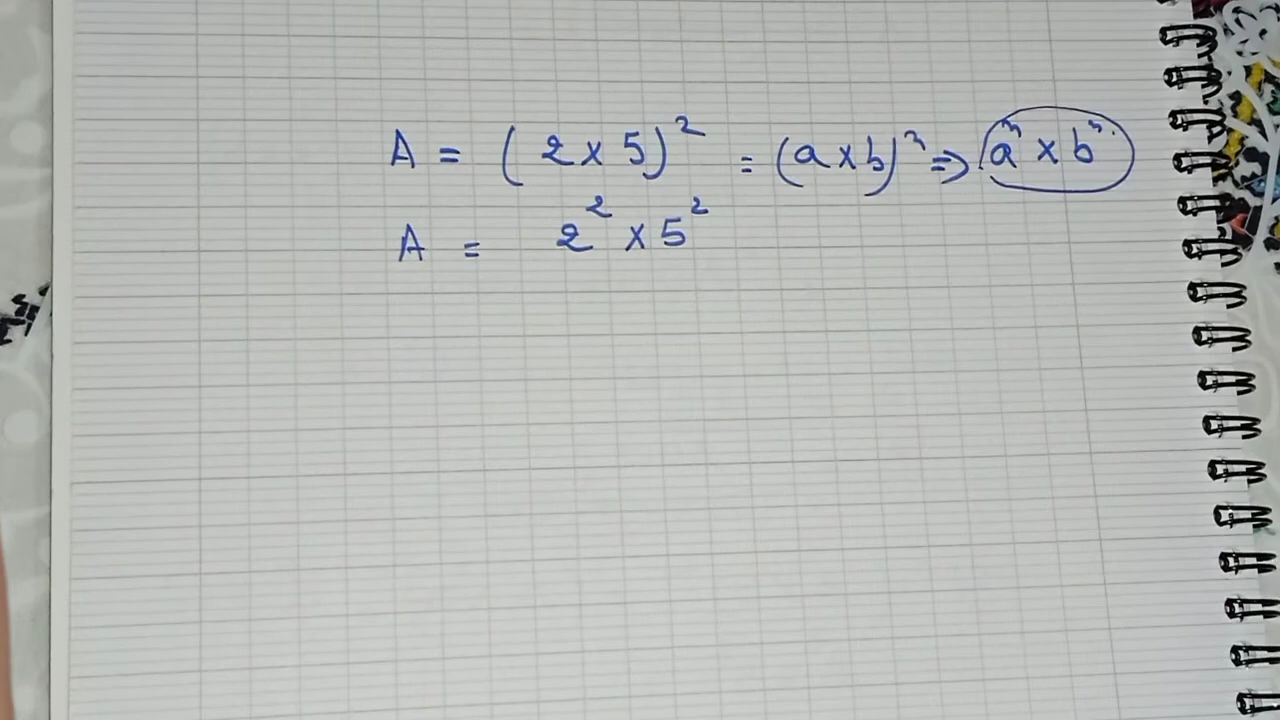 A = (2 × 5)² = (a × b)ⁿ ⇒ aⁿ × bⁿ
A = 2² × 5²